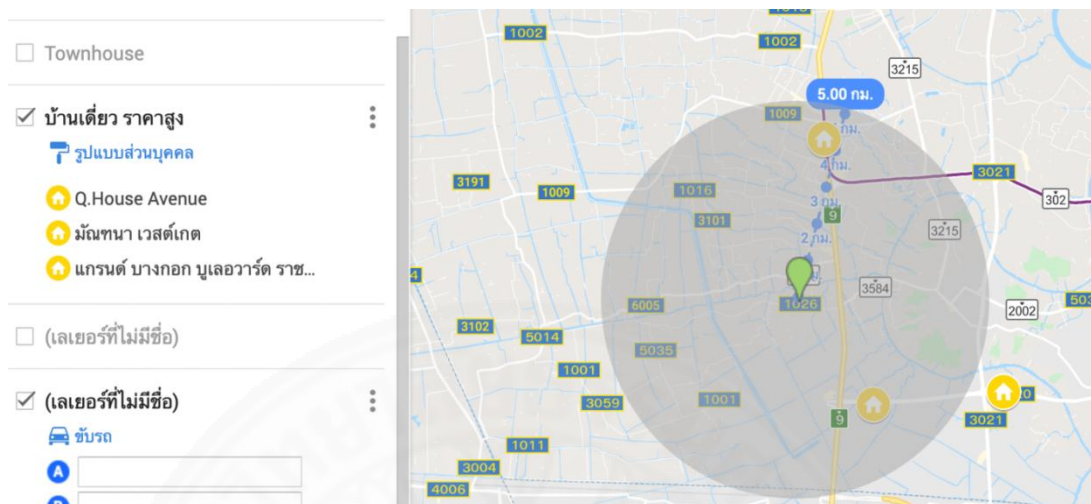 Townhouse
บ้านเดี่ยว ราคาสูง
รูปแบบส่วนบุคคล
Q.House Avenue
มัณฑนา เวสต์เกต
แกรนด์ บางกอก บูเลอวาร์ด ราช...
(เลเยอร์ที่ไม่มีชื่อ)
(เลเยอร์ที่ไม่มีชื่อ)
ขับรถ
A
1002
1002
3215
5.00 กม.
1009
กม.
4 กม.
3021
3191
1009
1016
302
3 กม.
9
3101
3215
2 กม.
3584
1026
6005
2002
3102
5014
5035
1001
1001
3059
9
3021
1011
3004
4006